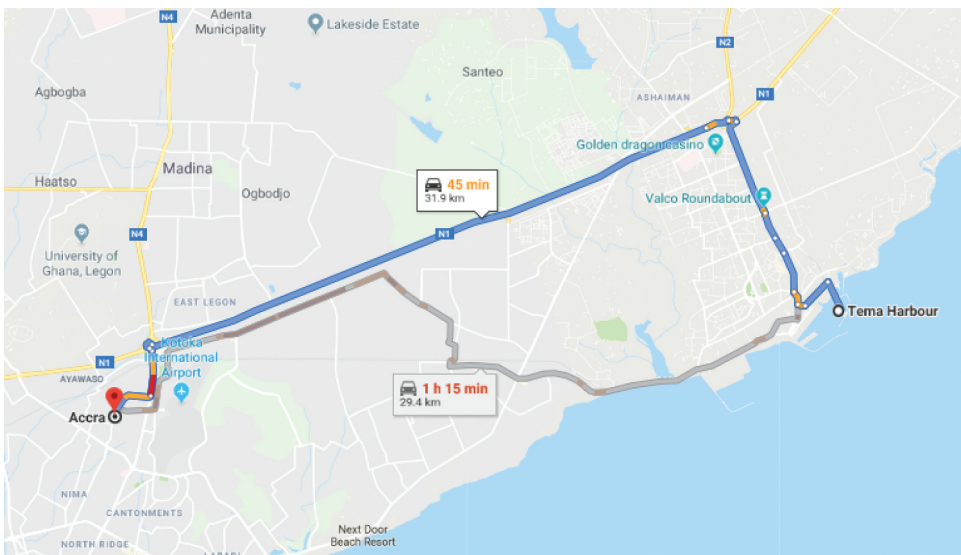 N4
Adenta
Municipality
Lakeside Estate
N2
Santeo
Agbogba
ASHAIMAN
N1
Golden dragon casino
Madina
Haatso
45 min
31.9 km
Ogbodjo
Valco Roundabout
N4
N1
University of
Ghana, Legon
EAST LEGON
Tema Harbour
Kotoka
International
Airport
N1
AYAWASO
1 h 15 min
29.4 km
Accra
NIMA
CANTONMENTS
Next Door
Beach Resort
NORTH RIDGE